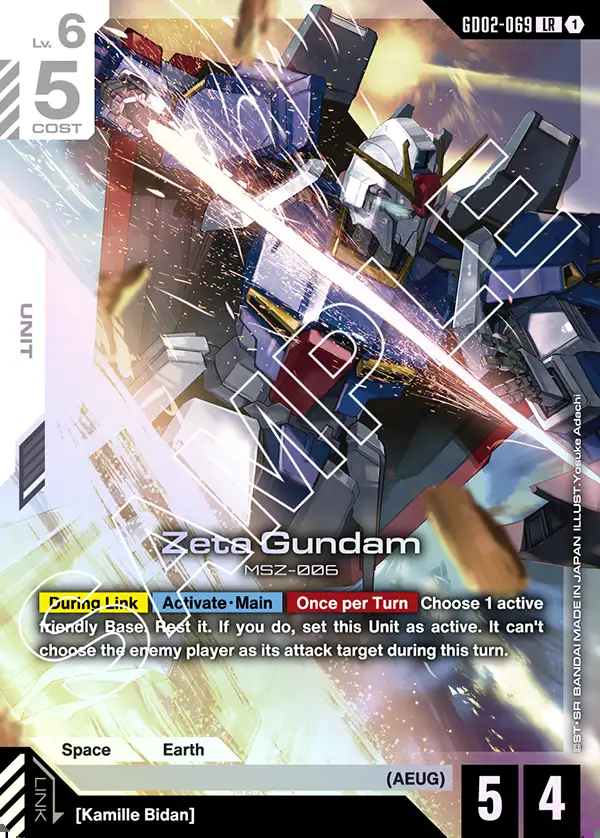 GD02-069 LR 1
Lv. 6
5
COST
UNIT
SAMPLE
Zeta Gundam
MSZ-006
During Link Activate･Main Once per Turn Choose 1 active
friendly Base. Rest it. If you do, set this Unit as active. It can't
choose the enemy player as its attack target during this turn.
©ST･SR BANDAI MADE IN JAPAN ILLUST.Yosuke Adachi
Space Earth
(AEUG)
LINK
[Kamille Bidan]
5 4